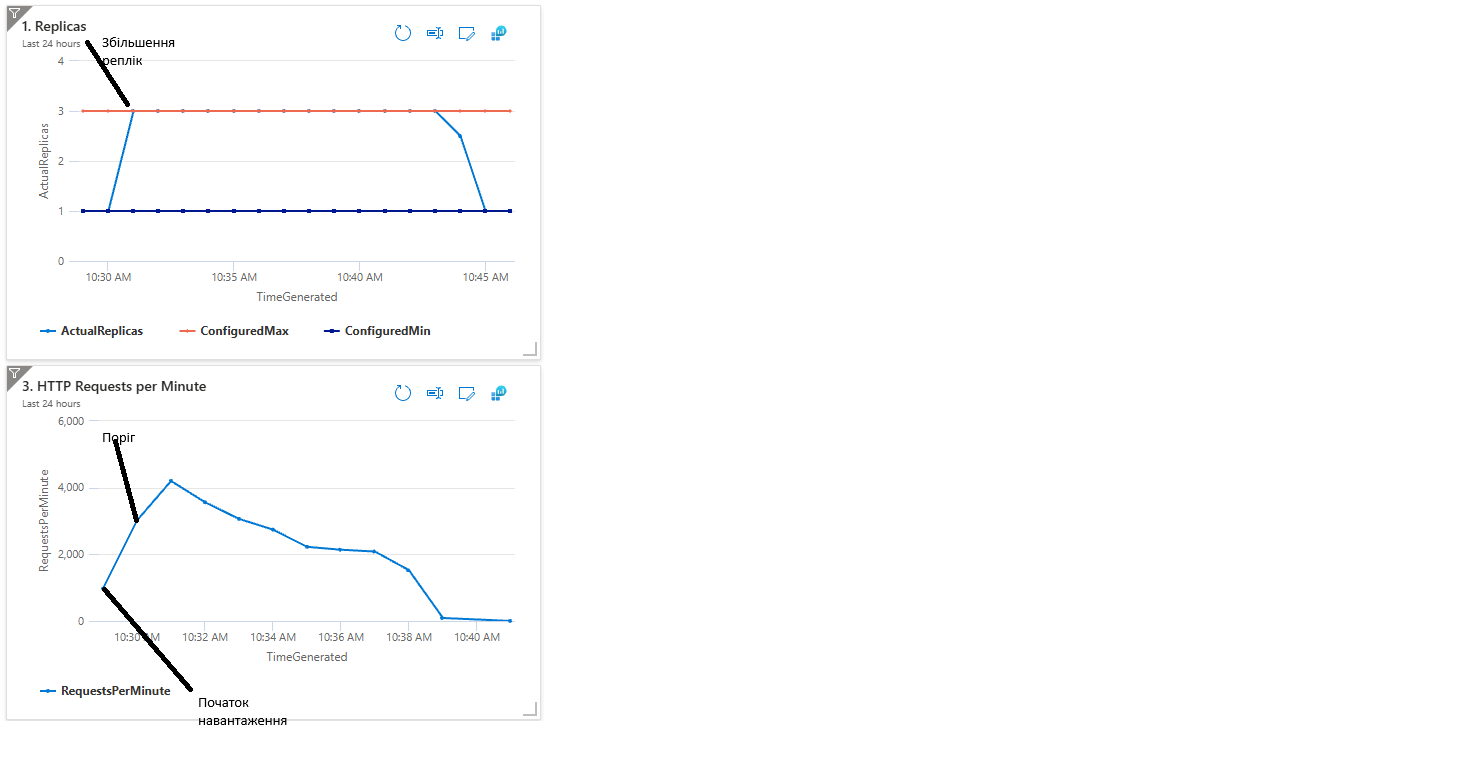 1. Replicas
Last 24 hours
Збільшення
реплік
4
3
2
1
0
ActualReplicas
10:30 AM 10:35 AM 10:40 AM 10:45 AM
TimeGenerated
ActualReplicas ConfiguredMax ConfiguredMin
3. HTTP Requests per Minute
Last 24 hours
6,000
Поріг
4,000
2,000
0
RequestsPerMinute
10:30 AM 10:32 AM 10:34 AM 10:36 AM 10:38 AM 10:40 AM
TimeGenerated
RequestsPerMinute
Початок
навантаження